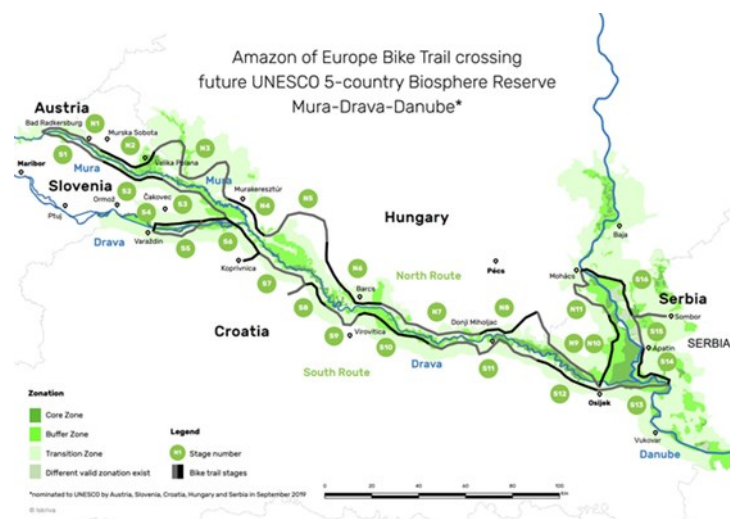 Amazon of Europe Bike Trail crossing
future UNESCO 5-country Biosphere Reserve
Mura-Drava-Danube*
Austria
Bad Radkersburg
N1
Murska Sobota
N2
N3
Velika Polana
S1
Maribor
Mura
Mura
Slovenia
S2
Murakeresztúr
N4
N5
Ormož
Čakovec
S3
S4
Ptuj
Hungary
Drava
Varaždin
S5
S6
Baja
Koprivnica
S7
N6
North Route
Pécs
Mohács
S16
Serbia
Barcs
S8
N7
Donji Miholjac
N8
N11
Sombor
Croatia
S9
Virovitica
S10
N9
N10
S15
SERBIA
Apatin
Drava
S14
South Route
S11
S12
Osijek
S13
Vukovar
Danube
Zonation
Core Zone
Buffer Zone
Transition Zone
Different valid zonation exist
Legend
N1
Stage number
Bike trail stages
0
20
40
60
80
100
km
*nominated to UNESCO by Austria, Slovenia, Croatia, Hungary and Serbia in September 2019
© Iskriva